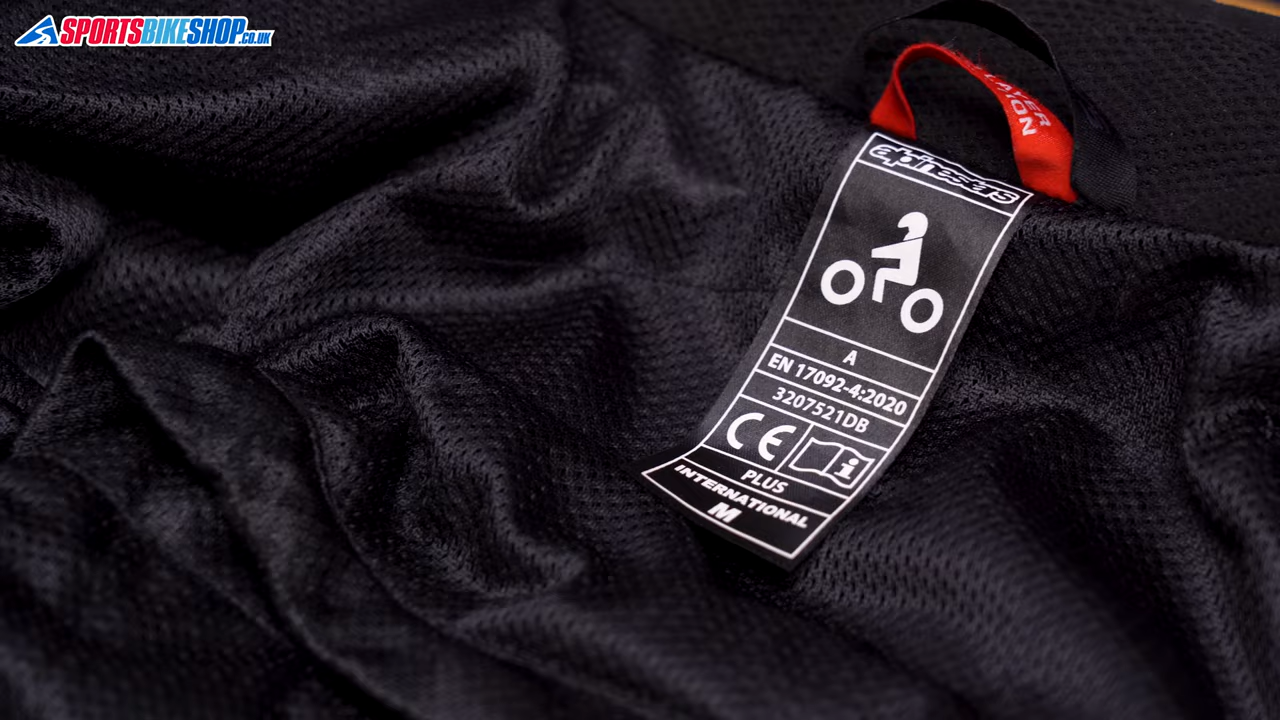 SPORTSBIKESHOP.CO.UK
alpinestars
A
EN 17092-4:2020
3207521DB
CE
i
PLUS
INTERNATIONAL
M